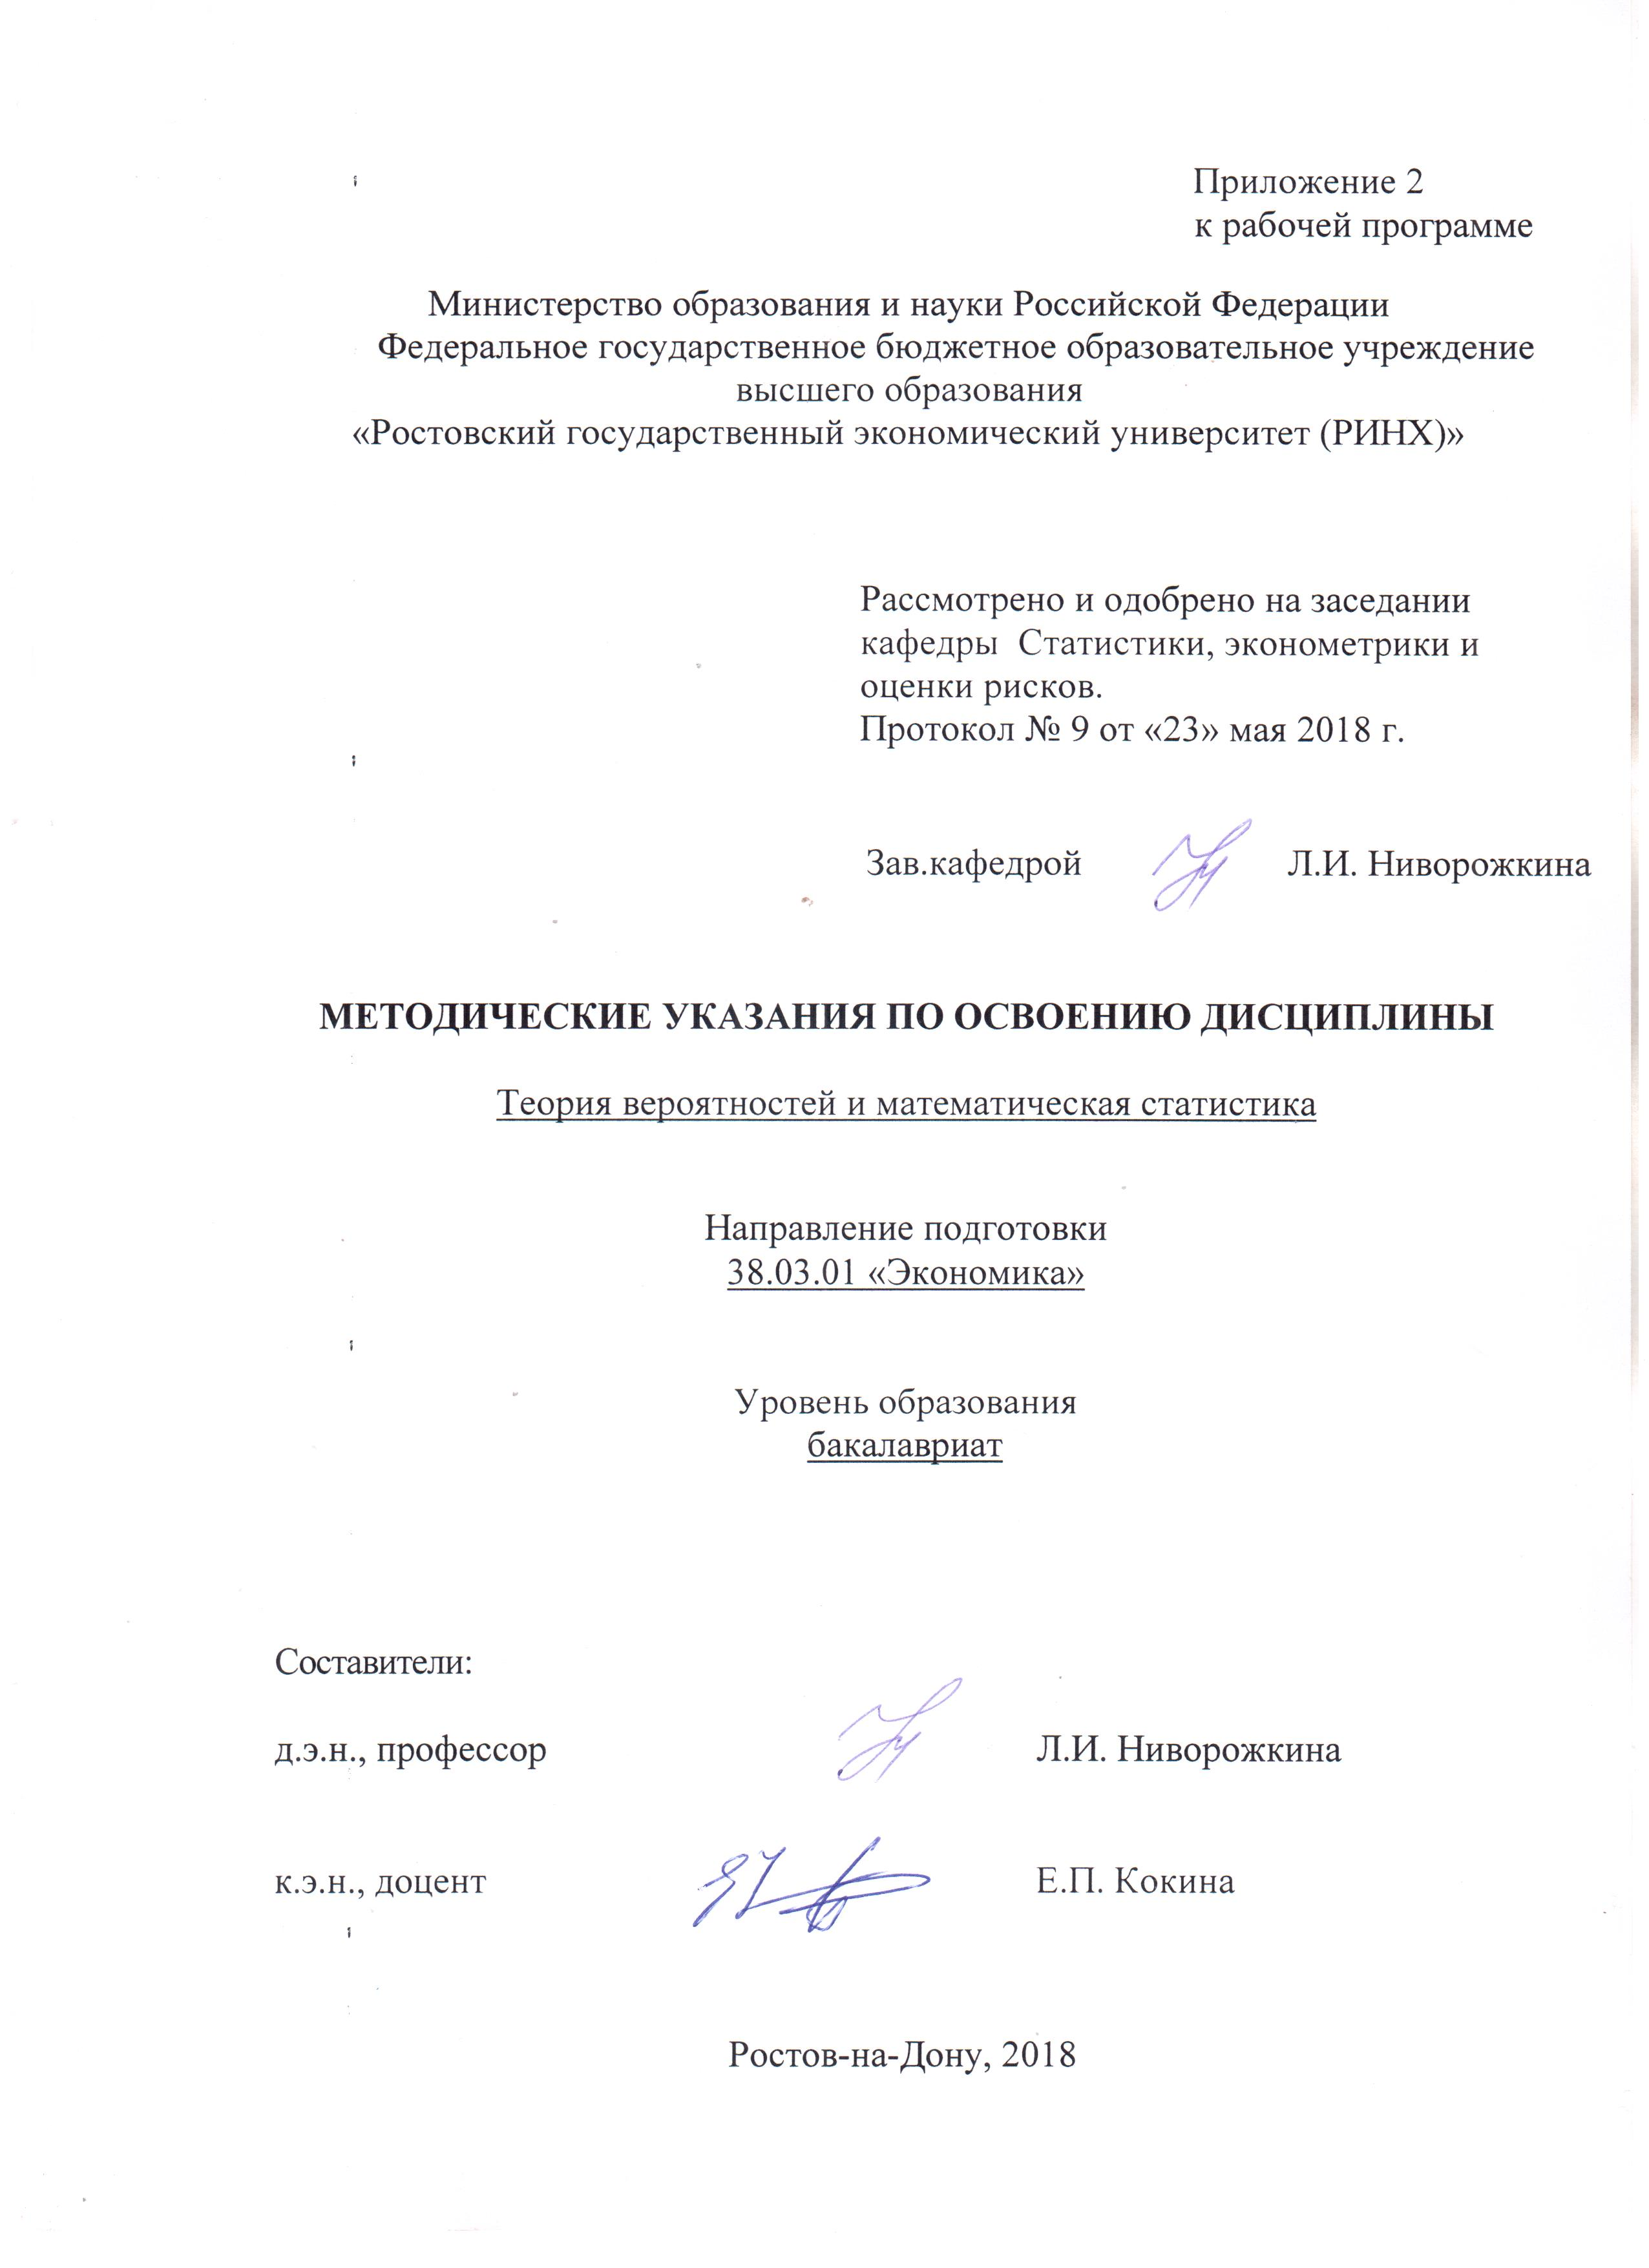 Приложение 2
к рабочей программе
Министерство образования и науки Российской Федерации
Федеральное государственное бюджетное образовательное учреждение
высшего образования
«Ростовский государственный экономический университет (РИНХ)»
Рассмотрено и одобрено на заседании
кафедры Статистики, эконометрики и
оценки рисков.
Протокол № 9 от «23» мая 2018 г.
Зав.кафедрой Л.И. Ниворожкина
МЕТОДИЧЕСКИЕ УКАЗАНИЯ ПО ОСВОЕНИЮ ДИСЦИПЛИНЫ
Теория вероятностей и математическая статистика
Направление подготовки
38.03.01 «Экономика»
Уровень образования
бакалавриат
Составители:
д.э.н., профессор Л.И. Ниворожкина
к.э.н., доцент Е.П. Кокина
Ростов-на-Дону, 2018